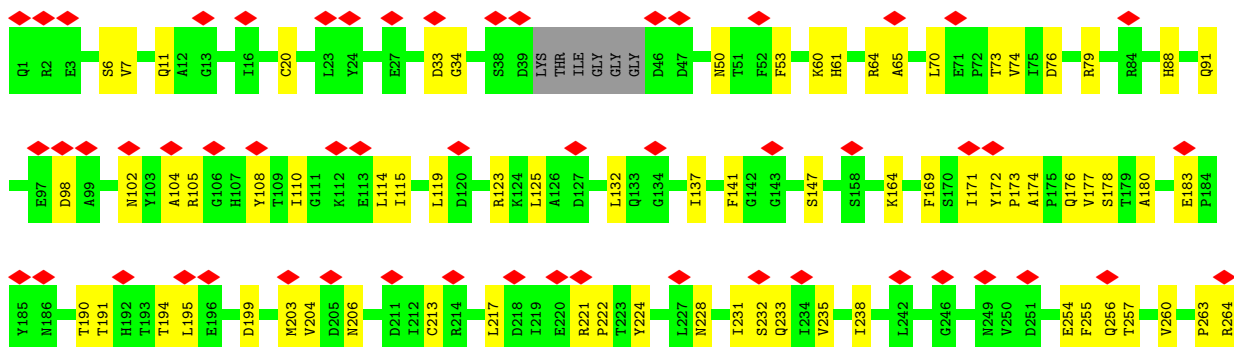 Q1 R2 E3 S6 V7 Q11 A12 G13 I16 C20 L23 Y24 E27 D33 G34 S38 D39 LYS THR ILE GLY GLY GLY D46 D47 N50 T51 F52 F53 K60 H61 R64 A65 L70 E71 P72 T73 V74 I75 D76 R79 R84 H88 Q91
E97 D98 A99 N102 Y103 A104 R105 G106 H107 Y108 T109 I110 G111 K112 E113 L114 I115 L119 D120 R123 K124 L125 A126 D127 L132 Q133 G134 I137 F141 G142 G143 S147 S158 K164 F169 S170 I171 Y172 P173 A174 P175 Q176 V177 S178 T179 A180 E183 P184
Y185 N186 T190 T191 H192 T193 T194 L195 E196 D199 M203 V204 D205 N206 D211 I212 C213 R214 L217 D218 I219 E220 R221 P222 T223 Y224 L227 N228 I231 S232 Q233 I234 V235 I238 L242 G246 N249 V250 D251 E254 F255 Q256 T257 V260 P263 R264